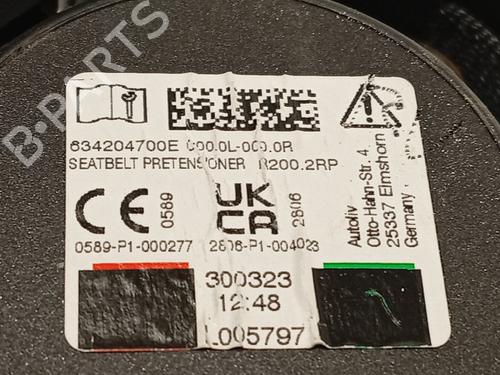 B-PARTS
634204700E 000.0L-000.0R
SEATBELT PRETENSIONER R200.2RP
CE 0589
UK CA 2806
0589-P1-000277 2806-P1-004023
Autoliv
Otto-Hahn-Str. 4
25337 Elmshorn
Germany
300323
12:48
L005797